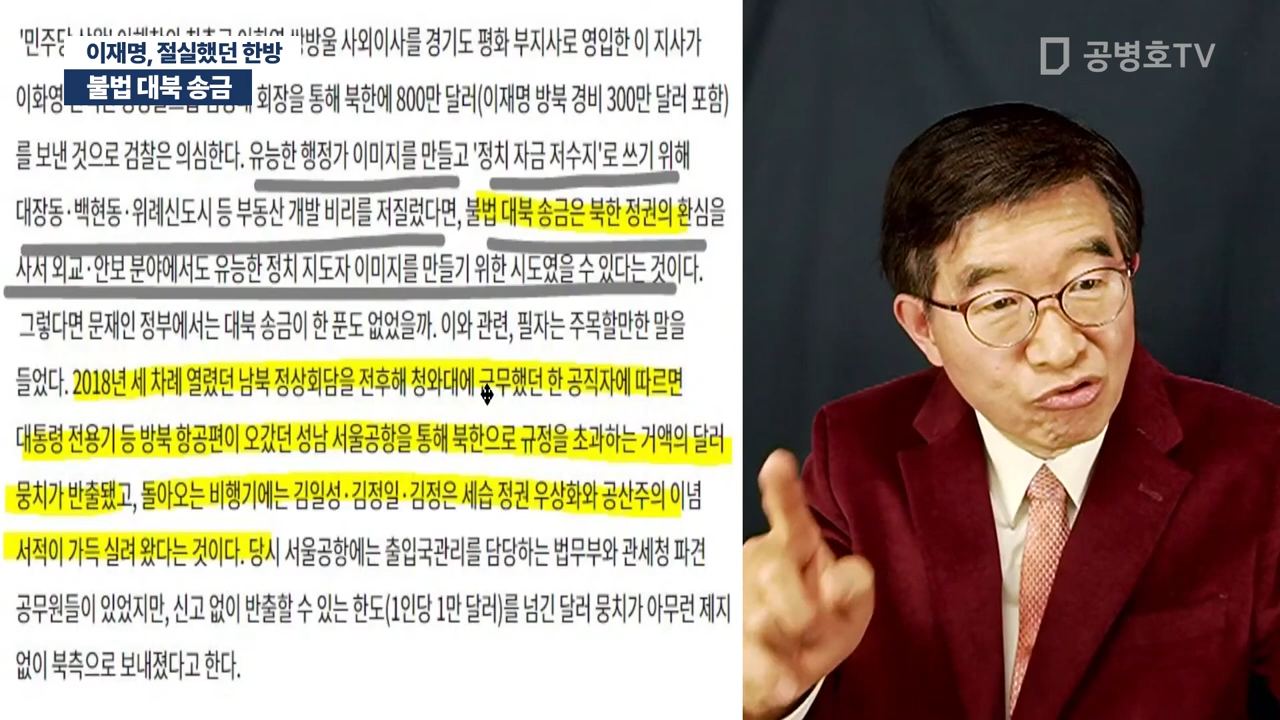 이재명, 절실했던 한방
불법 대북 송금
공병호TV
'민주당 이화영 쌍방울 사외이사를 경기도 평화 부지사로 영입한 이 지사가
이화영 회장을 통해 북한에 800만 달러(이재명 방북 경비 300만 달러 포함)
를 보낸 것으로 검찰은 의심한다. 유능한 행정가 이미지를 만들고 '정치 자금 저수지'로 쓰기 위해
대장동·백현동·위례신도시 등 부동산 개발 비리를 저질렀다면, 불법 대북 송금은 북한 정권의 환심을
사서 외교·안보 분야에서도 유능한 정치 지도자 이미지를 만들기 위한 시도였을 수 있다는 것이다.
그렇다면 문재인 정부에서는 대북 송금이 한 푼도 없었을까. 이와 관련, 필자는 주목할만한 말을
들었다. 2018년 세 차례 열렸던 남북 정상회담을 전후해 청와대에 근무했던 한 공직자에 따르면
대통령 전용기 등 방북 항공편이 오갔던 성남 서울공항을 통해 북한으로 규정을 초과하는 거액의 달러
뭉치가 반출됐고, 돌아오는 비행기에는 김일성·김정일·김정은 세습 정권 우상화와 공산주의 이념
서적이 가득 실려 왔다는 것이다. 당시 서울공항에는 출입국관리를 담당하는 법무부와 관세청 파견
공무원들이 있었지만, 신고 없이 반출할 수 있는 한도(1인당 1만 달러)를 넘긴 달러 뭉치가 아무런 제지
없이 북측으로 보내졌다고 한다.